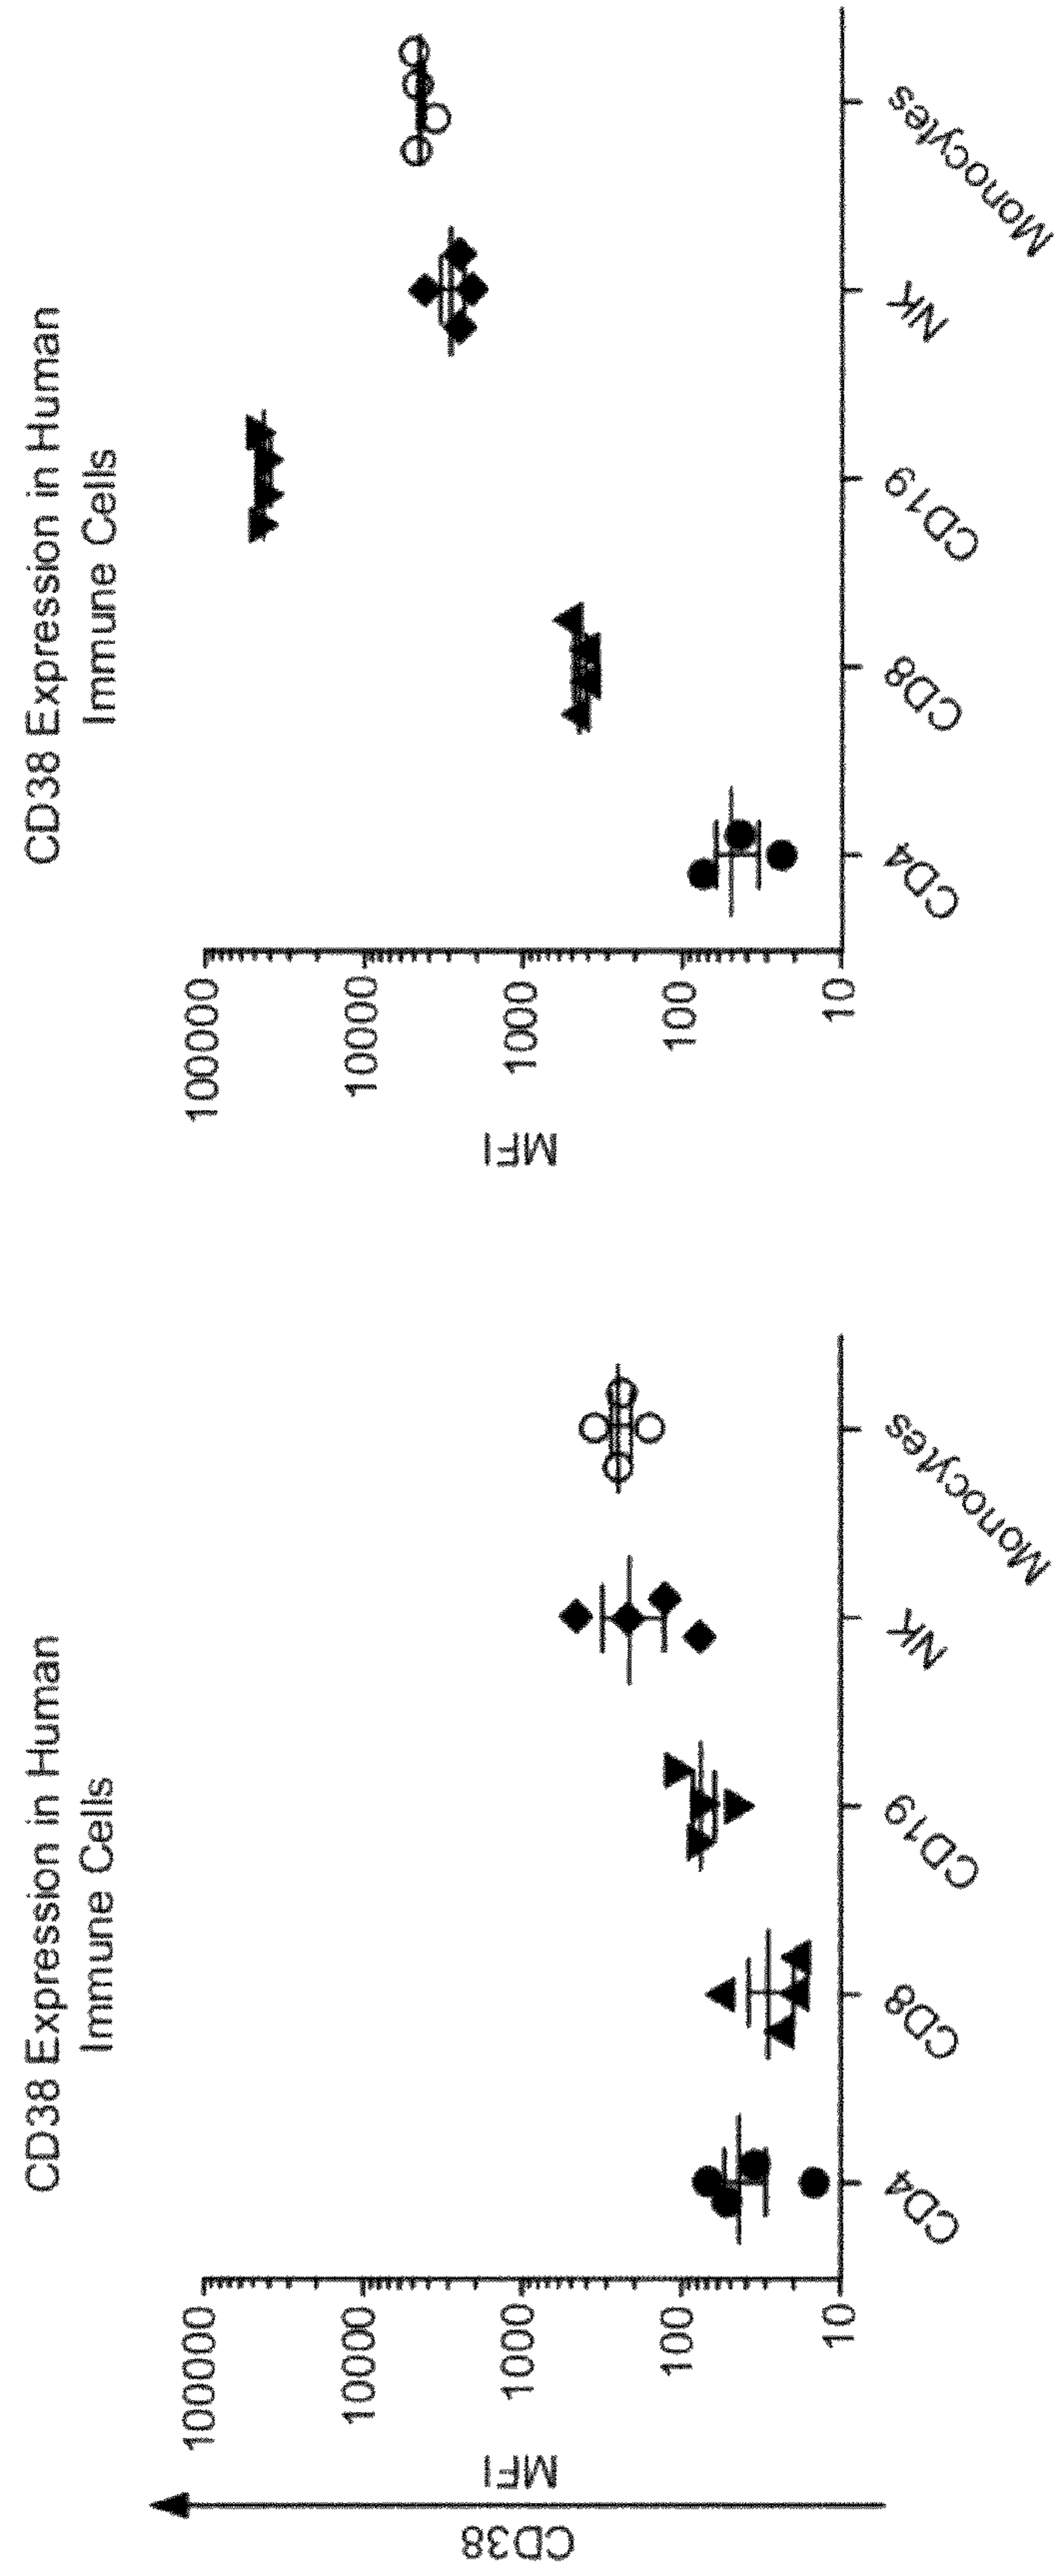 CD38 Expression in Human
Immune Cells
CD38
MFI
100000
10000
1000
100
10
CD4
CD8
CD19
NK
Monocytes
CD38 Expression in Human
Immune Cells
MFI
100000
10000
1000
100
10
CD4
CD8
CD19
NK
Monocytes